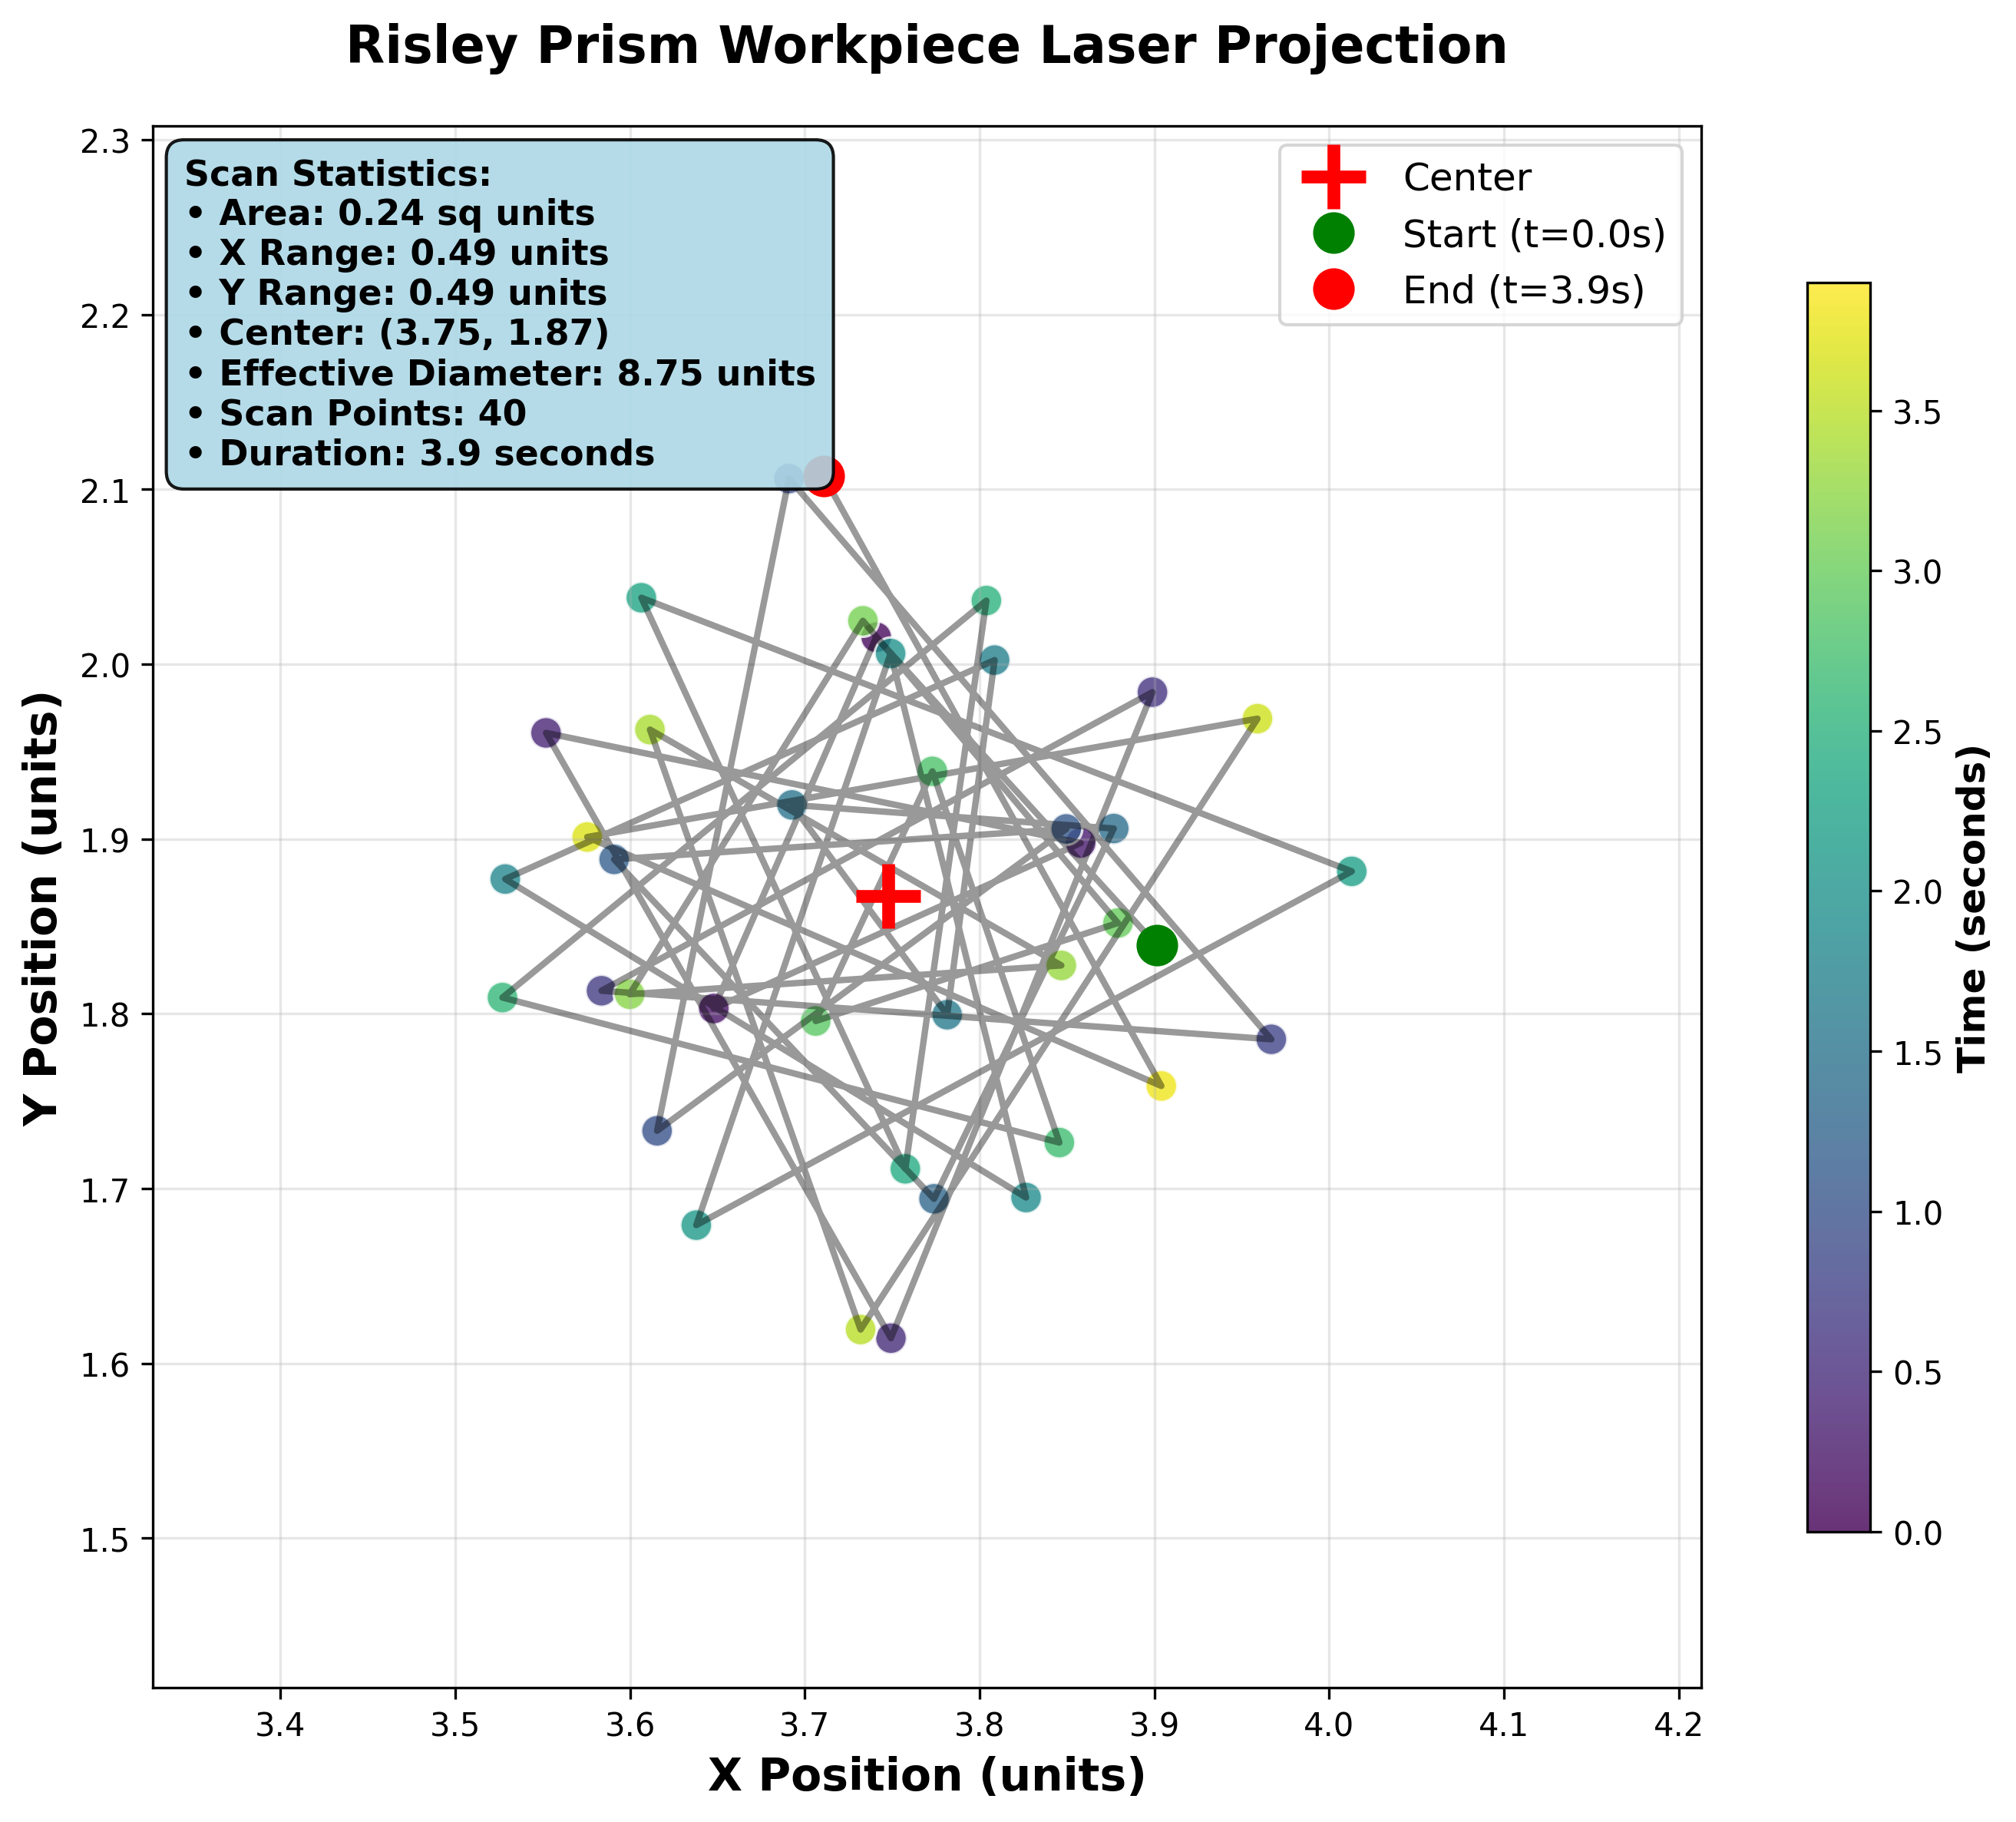 Risley Prism Workpiece Laser Projection
Scan Statistics:
• Area: 0.24 sq units
• X Range: 0.49 units
• Y Range: 0.49 units
• Center: (3.75, 1.87)
• Effective Diameter: 8.75 units
• Scan Points: 40
• Duration: 3.9 seconds
Center
Start (t=0.0s)
End (t=3.9s)
2.3
2.2
2.1
2.0
1.9
1.8
1.7
1.6
1.5
Y Position (units)
3.4 3.5 3.6 3.7 3.8 3.9 4.0 4.1 4.2
X Position (units)
3.5
3.0
2.5
2.0
1.5
1.0
0.5
0.0
Time (seconds)